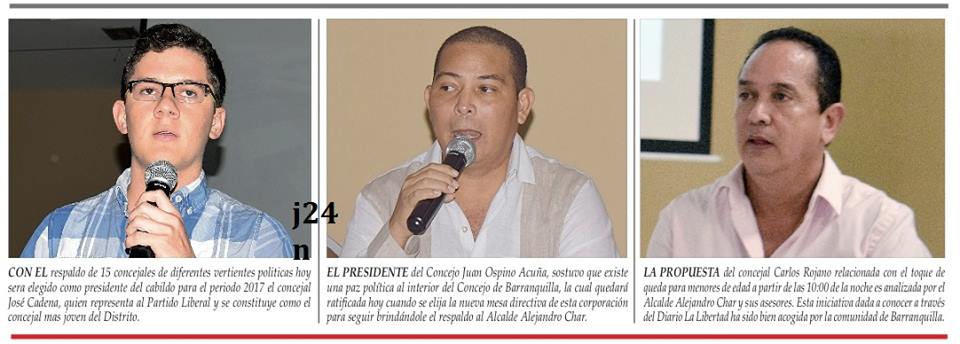 j24
n
CON EL respaldo de 15 concejales de diferentes vertientes politicas hoy
sera elegido como presidente del cabildo para el periodo 2017 el concejal
José Cadena, quien representa al Partido Liberal y se constituye como el
concejal mas joven del Distrito.
EL PRESIDENTE del Concejo Juan Ospino Acuña, sostuvo que existe
una paz política al interior del Concejo de Barranquilla, la cual quedará
ratificada hoy cuando se elija la nueva mesa directiva de esta corporación
para seguir brindándole el respaldo al Alcalde Alejandro Char.
LA PROPUESTA del concejal Carlos Rojano relacionada con el toque de
queda para menores de edad a partir de las 10:00 de la noche es analizada por el
Alcalde Alejandro Char y sus asesores. Esta iniciativa dada a conocer a través
del Diario La Libertad ha sido bien acogida por la comunidad de Barranquilla.